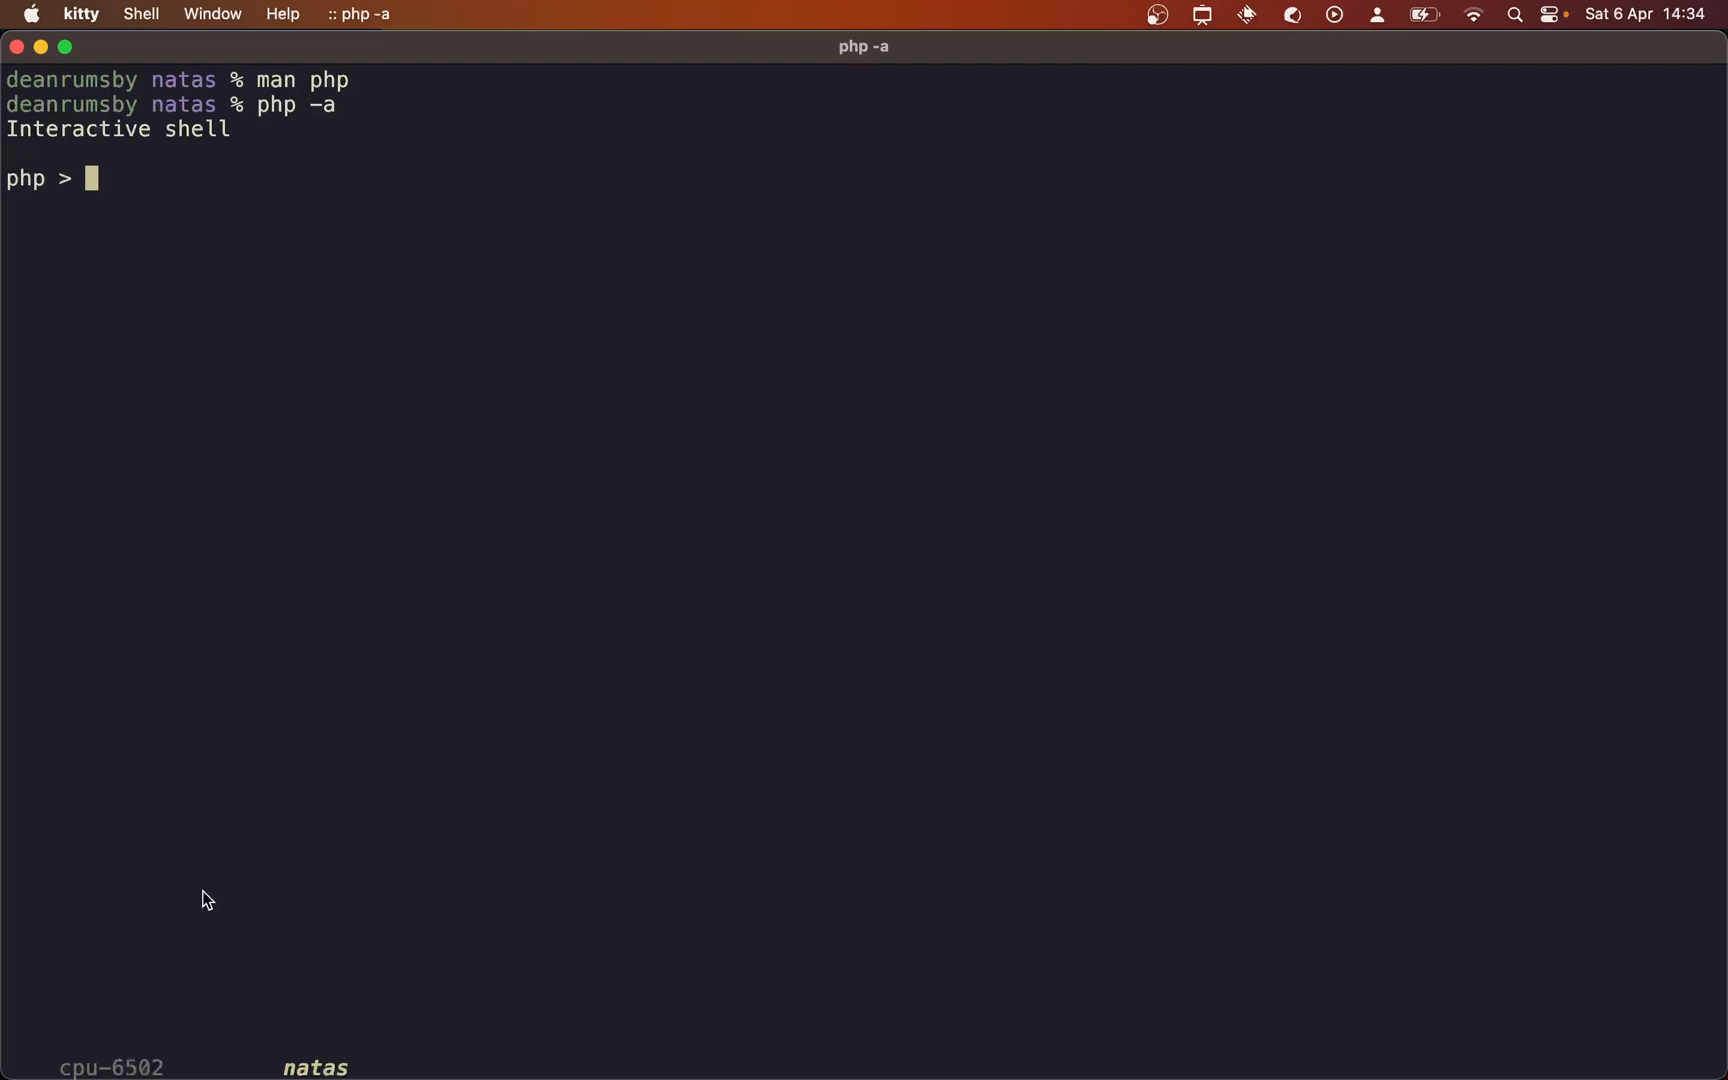 kitty Shell Window Help :: php -a Sat 6 Apr 14:34
php -a
deanrumsby natas % man php
deanrumsby natas % php -a
Interactive shell
php >
cpu-6502 natas